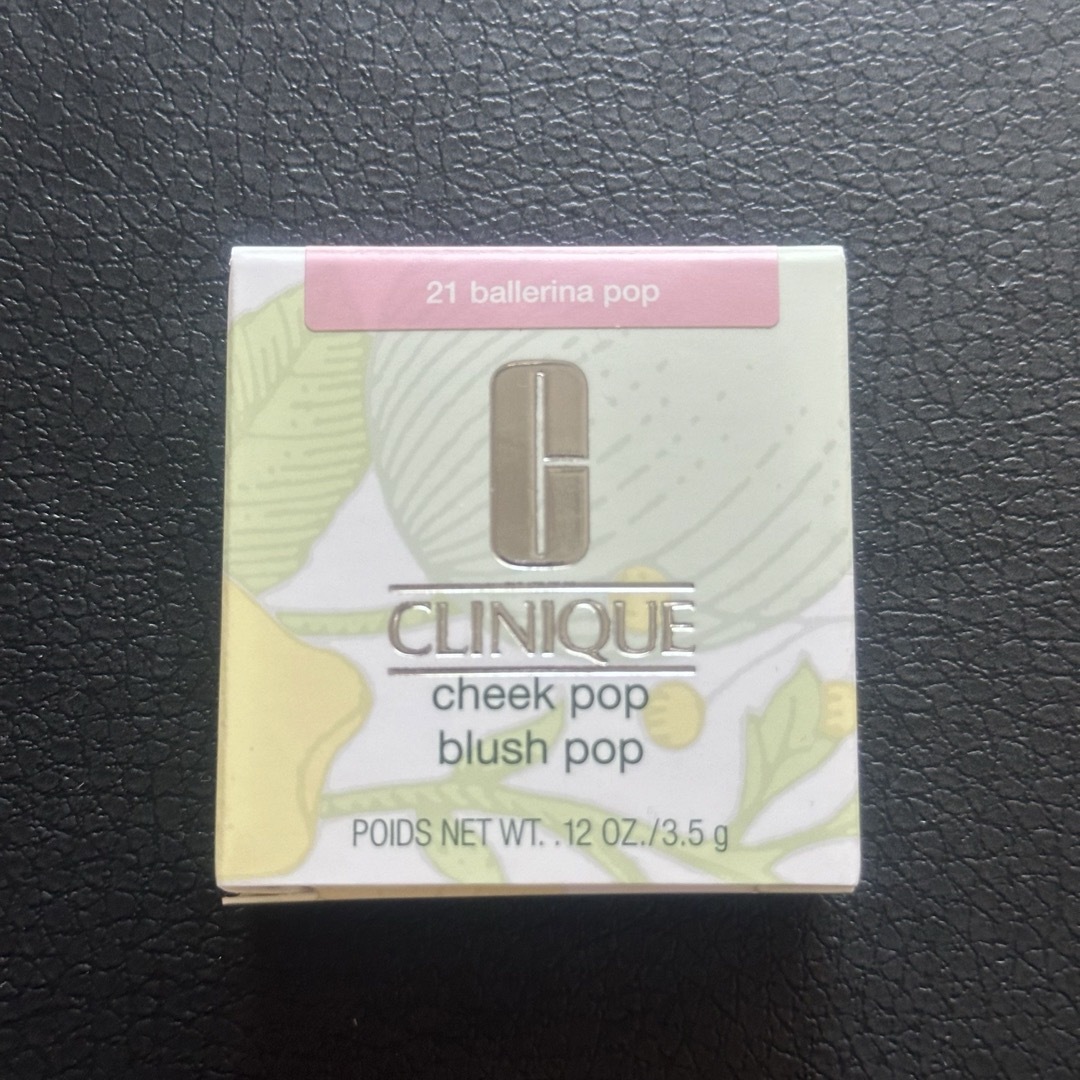 21 ballerina pop
C
CLINIQUE
cheek pop
blush pop
POIDS NET WT. .12 OZ./3.5 g